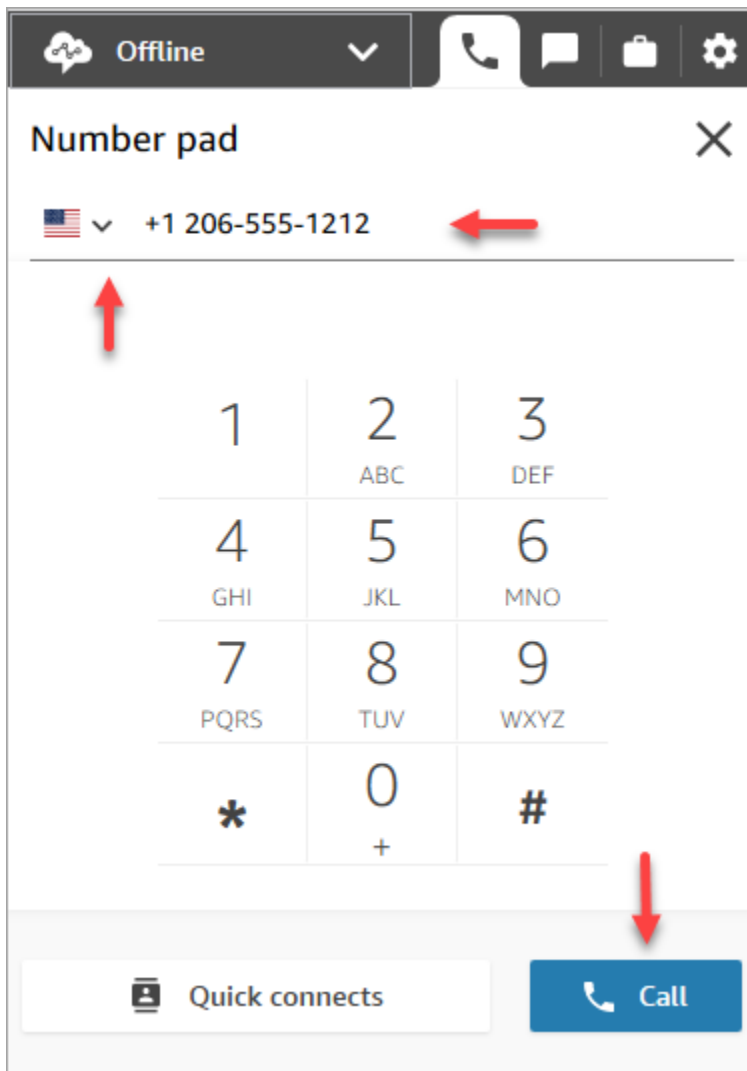 Offline
Number pad
+1 206-555-1212
1 2 3
ABC DEF
4 5 6
GHI JKL MNO
7 8 9
PQRS TUV WXYZ
* 0 #
+
Quick connects Call